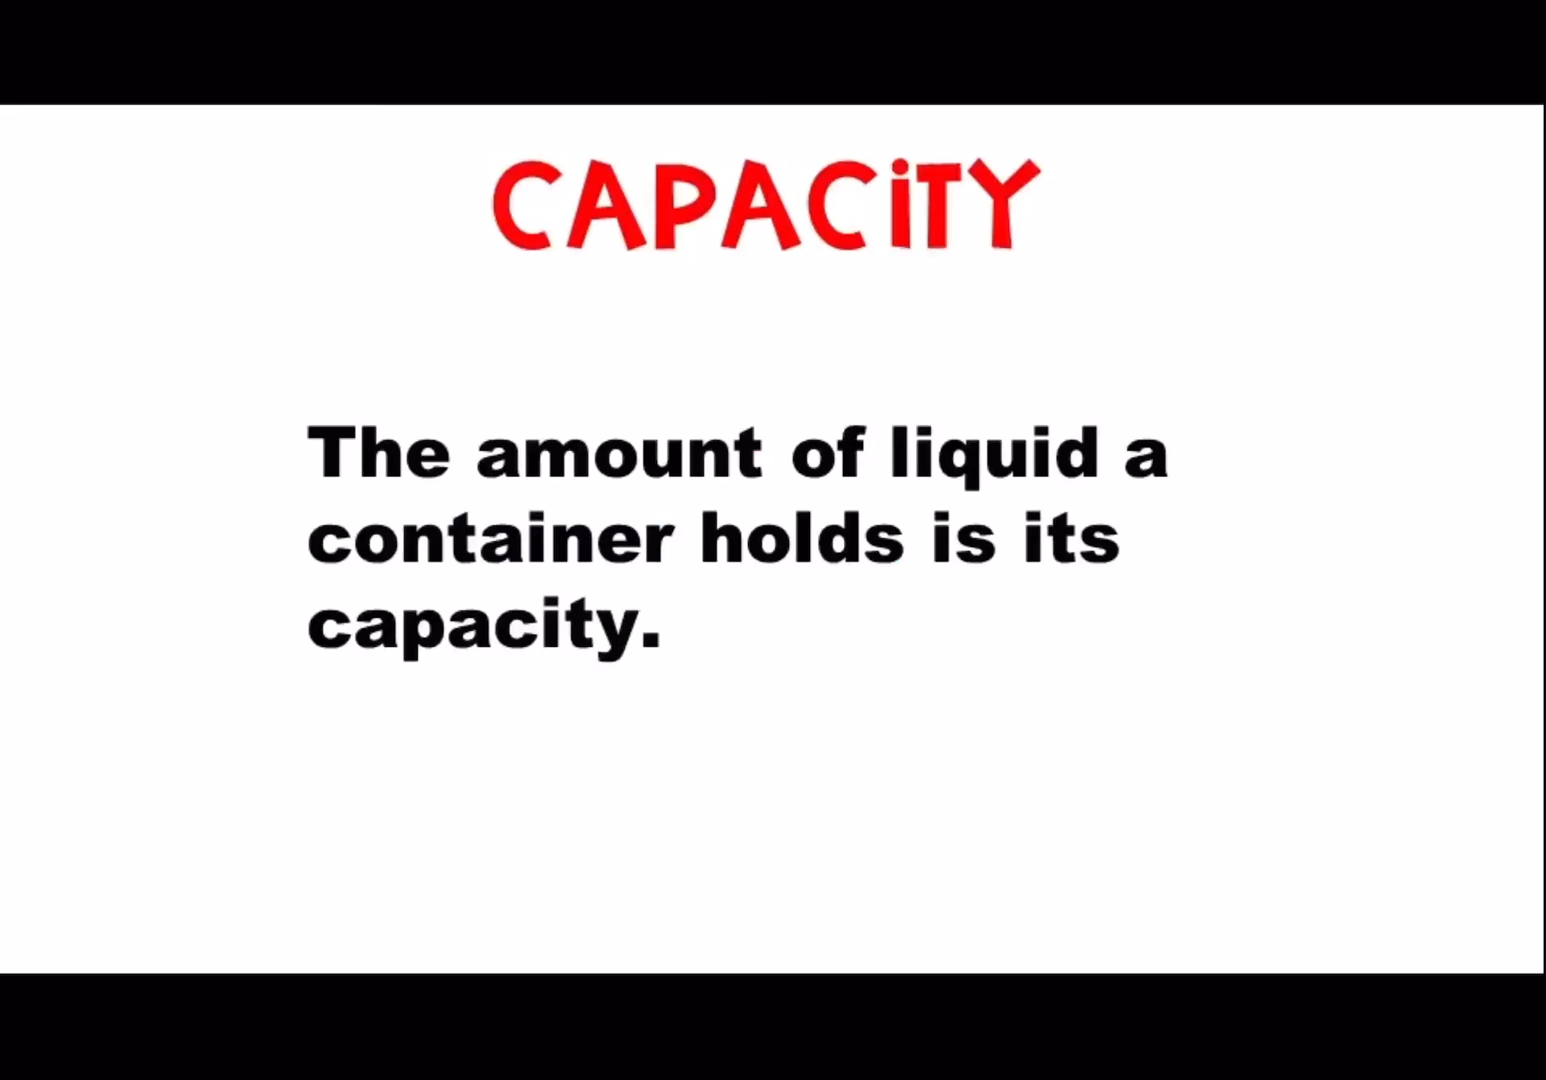 CAPACiTY
The amount of liquid a
container holds is its
capacity.